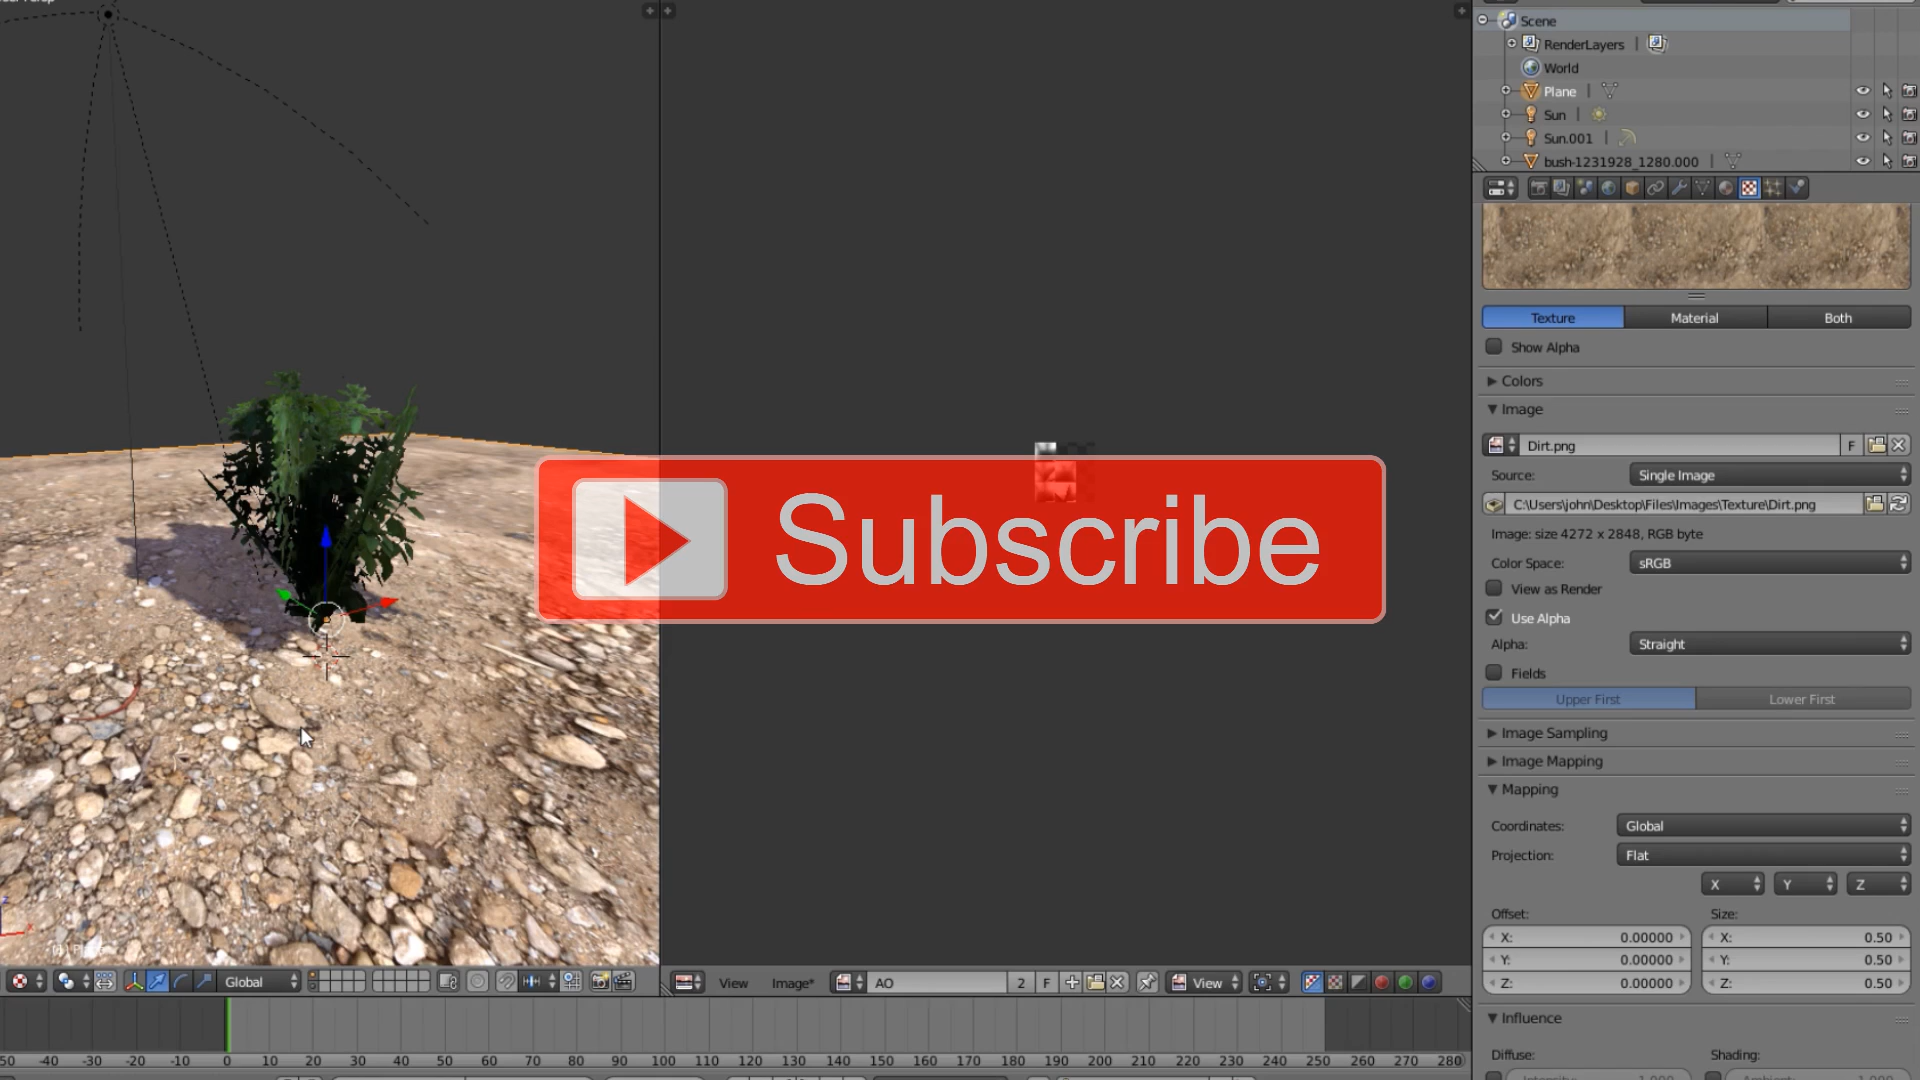 Scene
RenderLayers
World
Plane
Sun
Sun.001
bush-1231928_1280.000
Texture Material Both
Show Alpha
Colors
Image
Dirt.png F
Source: Single Image
C:\Users\john\Desktop\Files\Images\Texture\Dirt.png
Image: size 4272 x 2848, RGB byte
Color Space: sRGB
View as Render
Use Alpha
Alpha: Straight
Fields
Upper First Lower First
Image Sampling
Image Mapping
Mapping
Coordinates: Global
Projection: Flat
X Y Z
Offset: Size:
X: 0.00000 X: 0.50
Y: 0.00000 Y: 0.50
Z: 0.00000 Z: 0.50
Influence
Diffuse: Shading:
Subscribe
Global
View Image* AO 2 F View
-40 -30 -20 -10 0 10 20 30 40 50 60 70 80 90 100 110 120 130 140 150 160 170 180 190 200 210 220 230 240 250 260 270 280